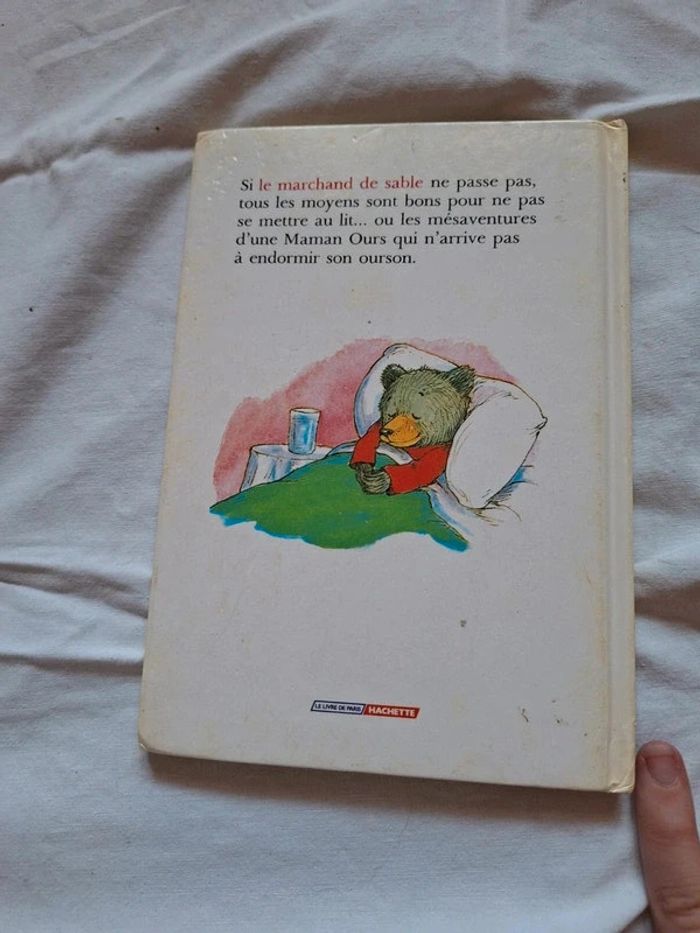 Si le marchand de sable ne passe pas,
tous les moyens sont bons pour ne pas
se mettre au lit... ou les mésaventures
d'une Maman Ours qui n'arrive pas
à endormir son ourson.
LE LIVRE DE PARIS HACHETTE